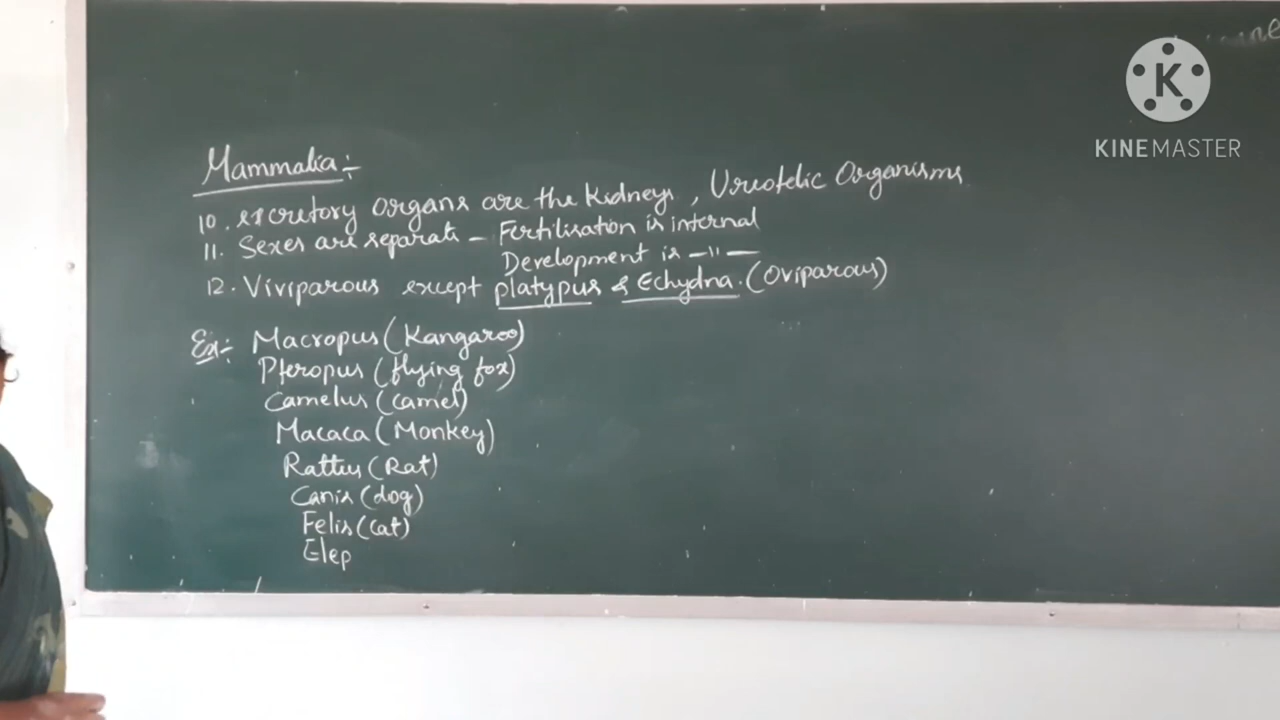 Mammalia:-
10. excretory organs are the Kidneys, Ureotelic Organisms
11. Sexes are separate - Fertilisation is internal
Development is -"-
12. Viviparous except platypus & Echydna. (Oviparous)
Ex:- Macropus (Kangaroo)
Pteropus (flying fox)
Camelus (camel)
Macaca (Monkey)
Rattus (Rat)
Canis (dog)
Felis (cat)
Elep
K
KINEMASTER